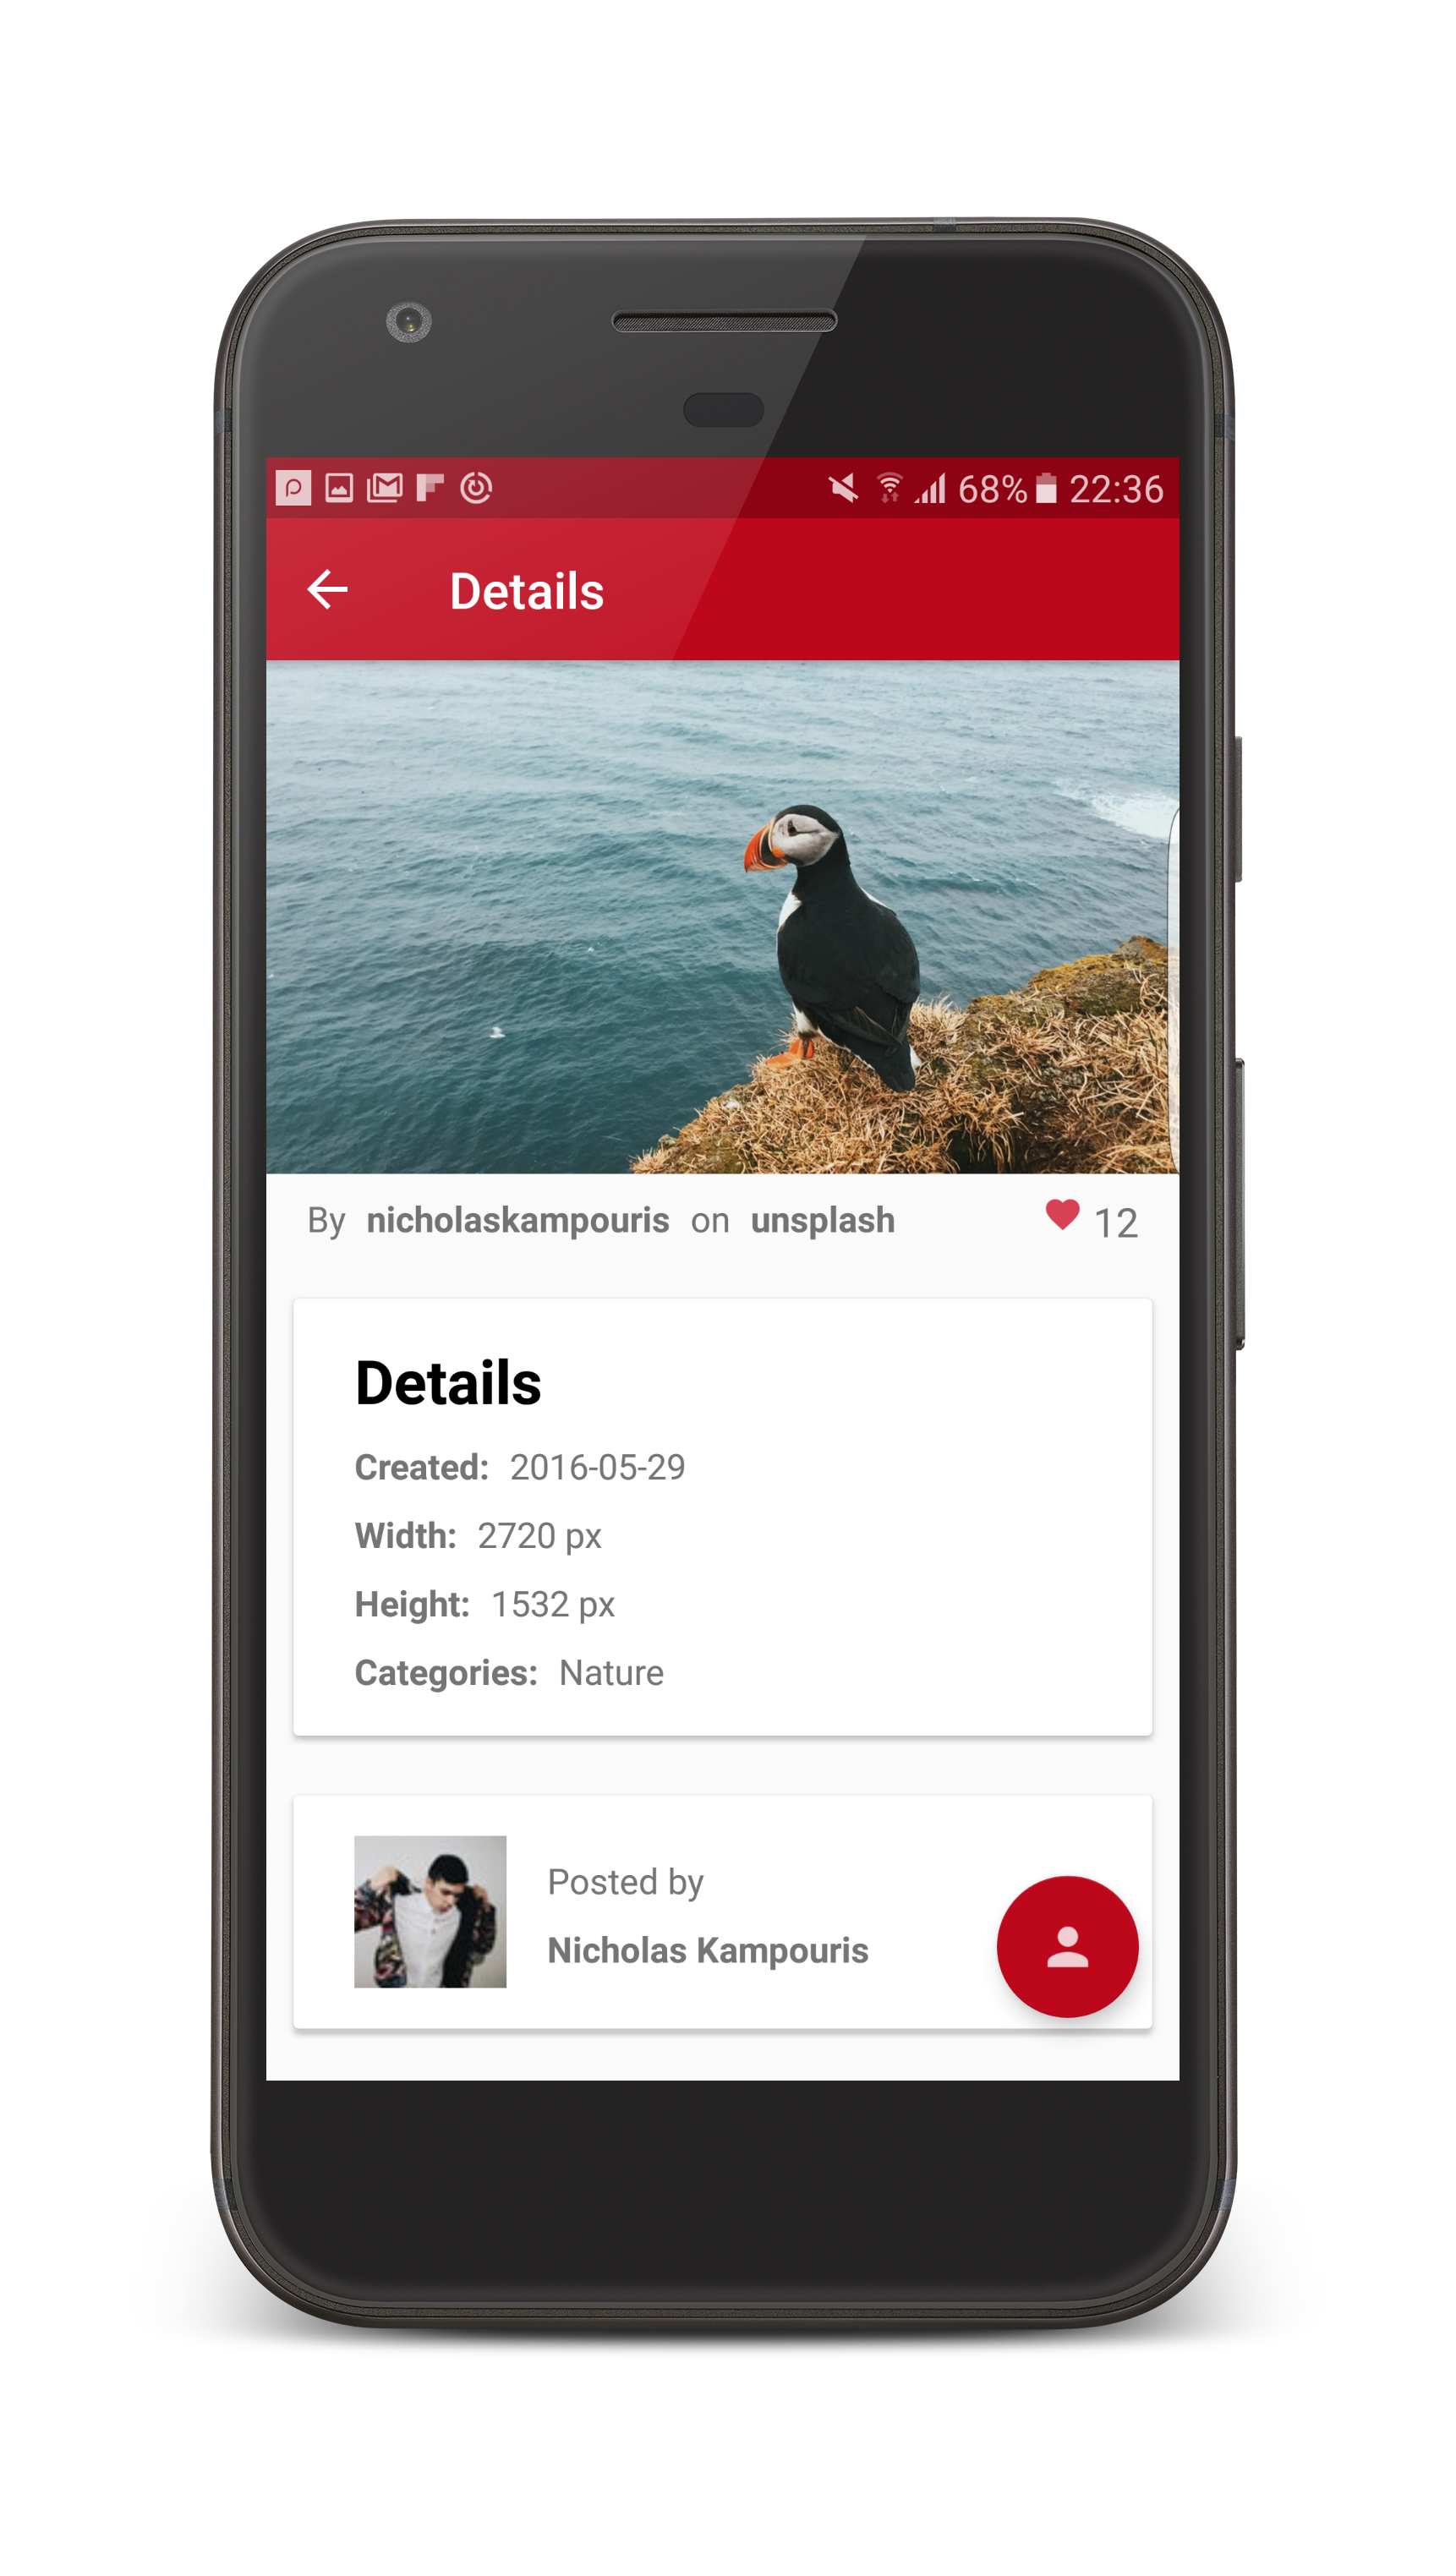 68% 22:36
Details
By nicholaskampouris on unsplash 12
Details
Created: 2016-05-29
Width: 2720 px
Height: 1532 px
Categories: Nature
Posted by
Nicholas Kampouris